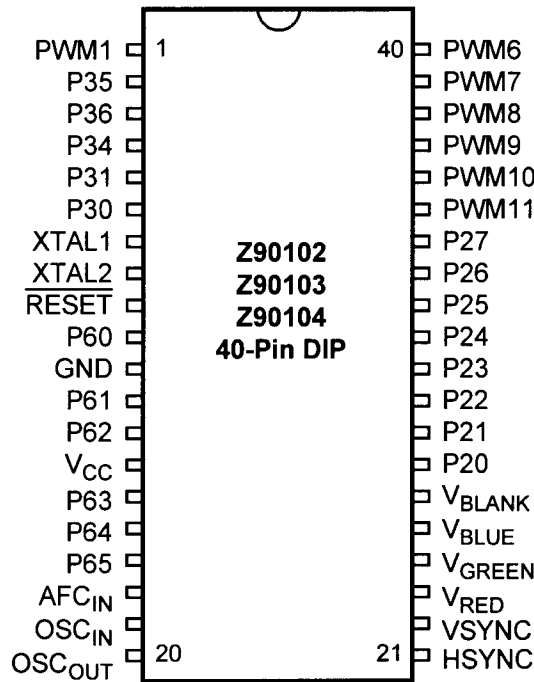 PWM1 1 40 PWM6
P35 PWM7
P36 PWM8
P34 PWM9
P31 PWM10
P30 PWM11
XTAL1 P27
XTAL2 P26
RESET P25
P60 P24
GND P23
P61 P22
P62 P21
VCC P20
P63 VBLANK
P64 VBLUE
P65 VGREEN
AFCIN VRED
OSCIN VSYNC
OSCOUT 20 21 HSYNC
Z90102
Z90103
Z90104
40-Pin DIP